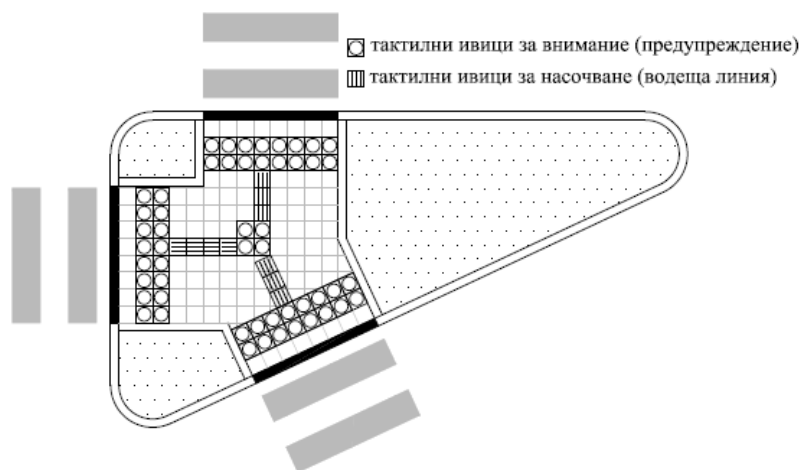 тактилни ивици за внимание (предупреждение)
тактилни ивици за насочване (водеща линия)